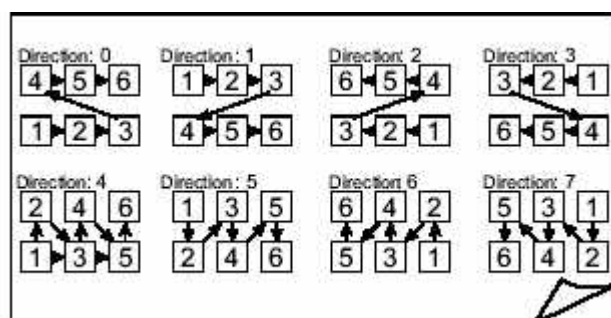 Direction: 0
Direction: 1
Direction: 2
Direction: 3
4 5 6
1 2 3
6 5 4
3 2 1
1 2 3
4 5 6
3 2 1
6 5 4
Direction: 4
Direction: 5
Direction 6
Direction: 7
2 4 6
1 3 5
6 4 2
5 3 1
1 3 5
2 4 6
5 3 1
6 4 2